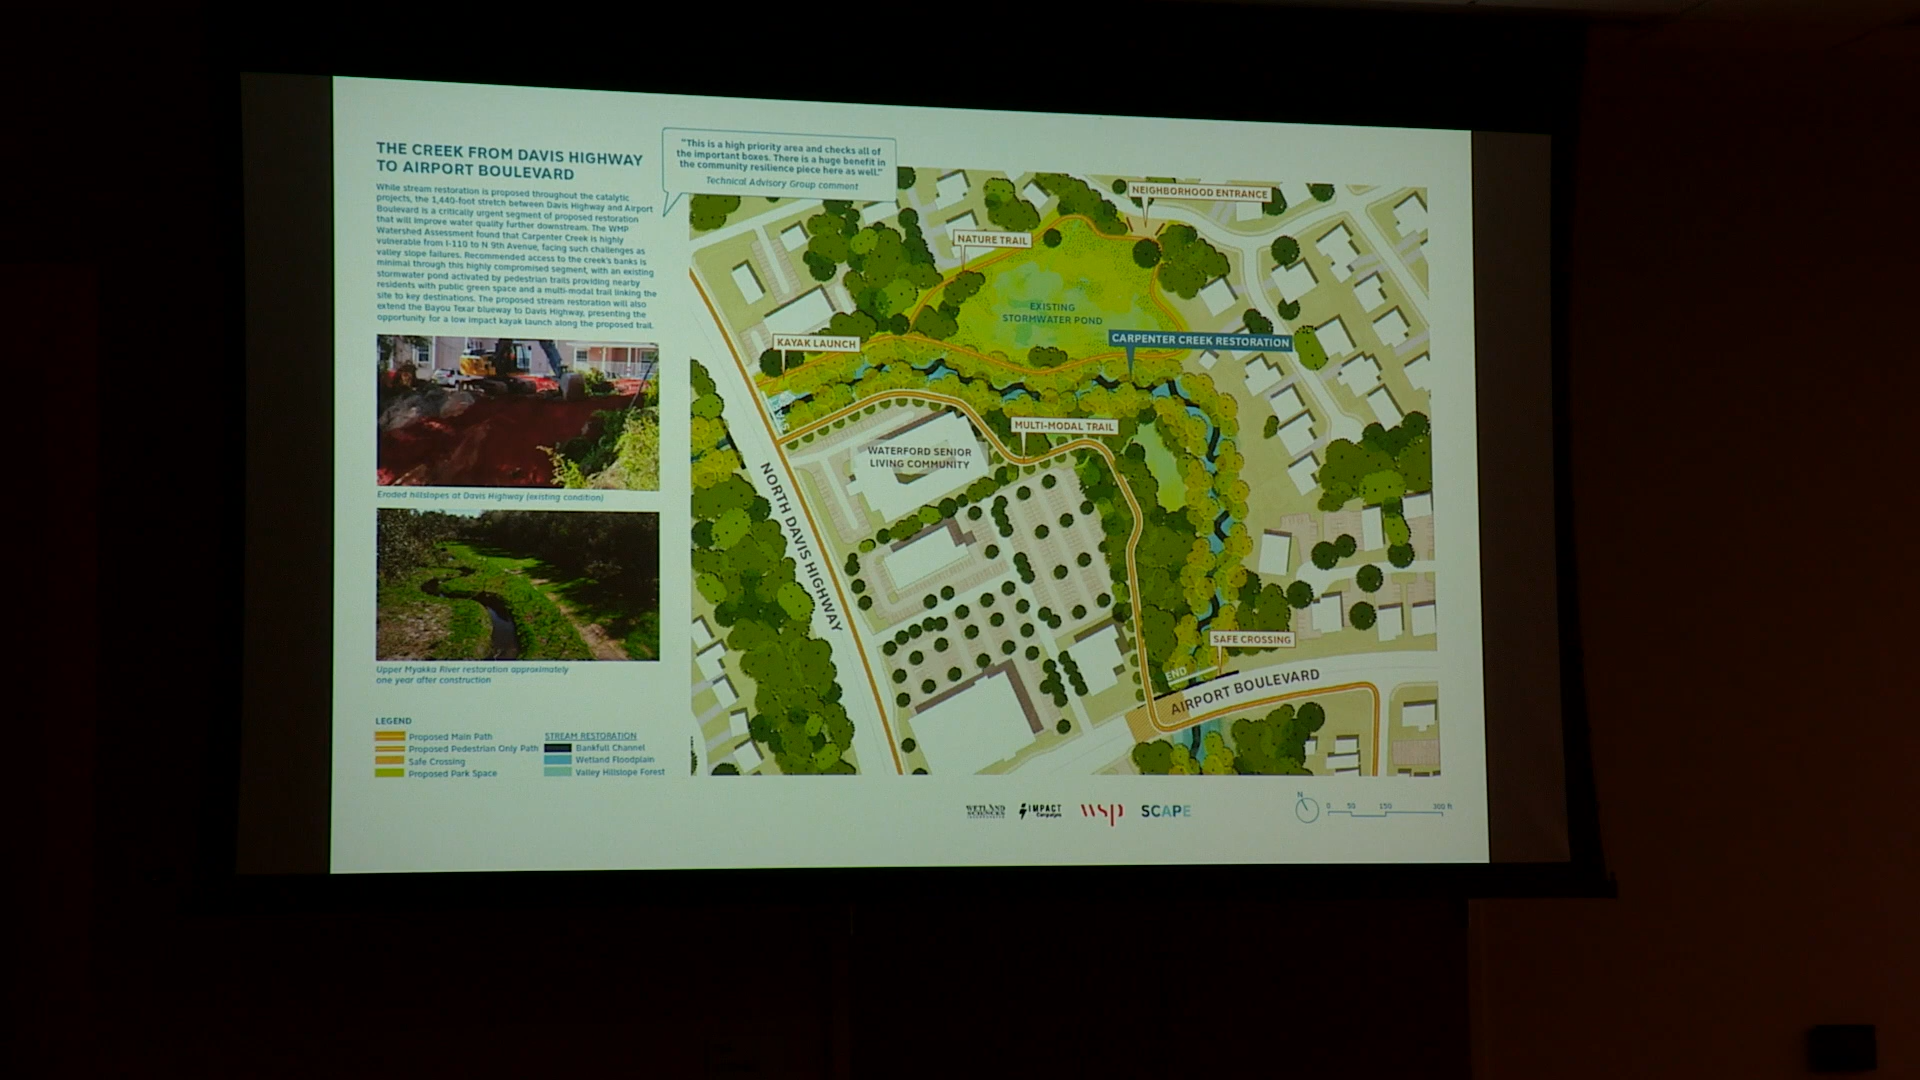 THE CREEK FROM DAVIS HIGHWAY
TO AIRPORT BOULEVARD
While stream restoration is proposed throughout the catalytic
projects, the 1,440-foot stretch between Davis Highway and Airport
Boulevard is a critically urgent segment of proposed restoration
that will improve water quality further downstream. The WMP
Watershed Assessment found that Carpenter Creek is highly
vulnerable from I-110 to N 9th Avenue, facing such challenges as
valley slope failures. Recommended access to the creek's banks is
minimal through this highly compromised segment, with an existing
stormwater pond activated by pedestrian trails providing nearby
residents with public green space and a multi-modal trail linking the
site to key destinations. The proposed stream restoration will also
extend the Bayou Texar blueway to Davis Highway, presenting the
opportunity for a low impact kayak launch along the proposed trail.
"This is a high priority area and checks all of
the important boxes. There is a huge benefit in
the community resilience piece here as well."
Technical Advisory Group comment
Eroded hillslopes at Davis Highway (existing condition)
Upper Myakka River restoration approximately
one year after construction
LEGEND
Proposed Main Path
Proposed Pedestrian Only Path
Safe Crossing
Proposed Park Space
STREAM RESTORATION
Bankfull Channel
Wetland Floodplain
Valley Hillslope Forest
NEIGHBORHOOD ENTRANCE
NATURE TRAIL
EXISTING
STORMWATER POND
KAYAK LAUNCH
CARPENTER CREEK RESTORATION
MULTI-MODAL TRAIL
WATERFORD SENIOR
LIVING COMMUNITY
NORTH DAVIS HIGHWAY
SAFE CROSSING
END
AIRPORT BOULEVARD
WETLAND
SCIENCES
IMPACT
Campaigns
wsp
SCAPE
N
0 50 150 300 ft